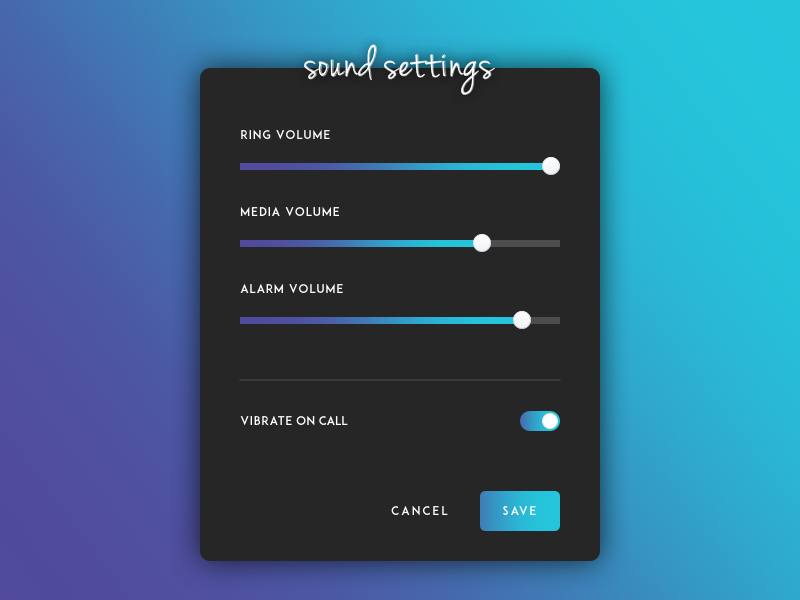 sound settings
RING VOLUME
MEDIA VOLUME
ALARM VOLUME
VIBRATE ON CALL
CANCEL SAVE